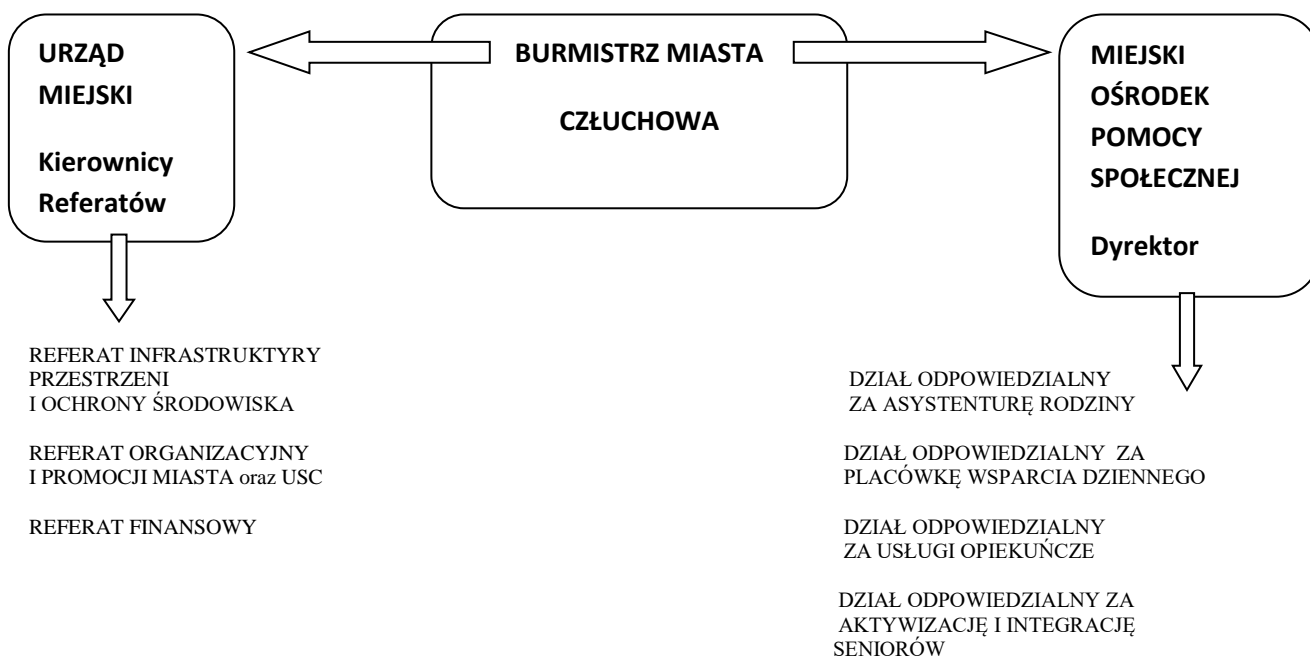 URZĄD
MIEJSKI
Kierownicy
Referatów
BURMISTRZ MIASTA
CZŁUCHOWA
MIEJSKI
OŚRODEK
POMOCY
SPOŁECZNEJ
Dyrektor
REFERAT INFRASTRUKTYRY
PRZESTRZENI
I OCHRONY ŚRODOWISKA
REFERAT ORGANIZACYJNY
I PROMOCJI MIASTA oraz USC
REFERAT FINANSOWY
DZIAŁ ODPOWIEDZIALNY
ZA ASYSTENTURĘ RODZINY
DZIAŁ ODPOWIEDZIALNY ZA
PLACÓWKĘ WSPARCIA DZIENNEGO
DZIAŁ ODPOWIEDZIALNY
ZA USŁUGI OPIEKUŃCZE
DZIAŁ ODPOWIEDZIALNY ZA
AKTYWIZACJĘ I INTEGRACJĘ
SENIORÓW